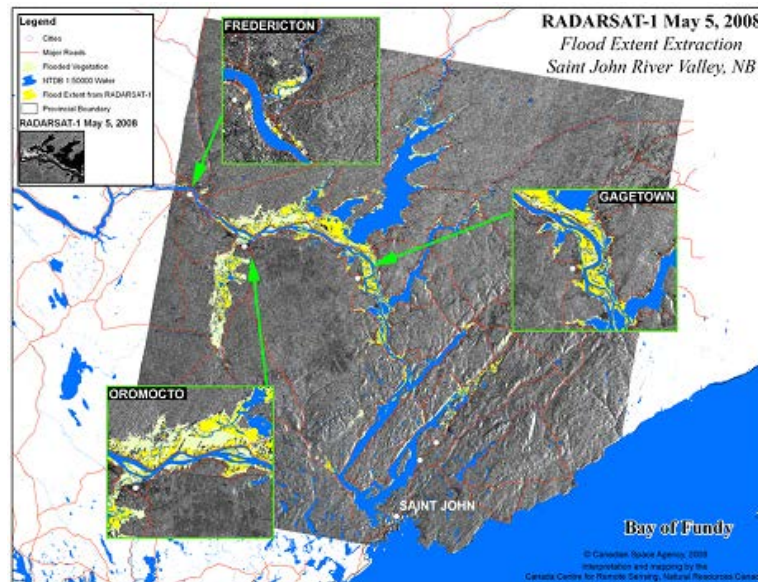 Legend
Cities
Major Roads
Flooded Vegetation
NTDB 1:50000 Water
Flood Extent from RADARSAT-1
Provincial Boundary
RADARSAT-1 May 5, 2008
FREDERICTON
RADARSAT-1 May 5, 2008
Flood Extent Extraction
Saint John River Valley, NB
GAGETOWN
OROMOCTO
SAINT JOHN
Bay of Fundy
© Canadian Space Agency, 2008
Interpretation and mapping by the
Canada Centre for Remote Sensing, Natural Resources Canada